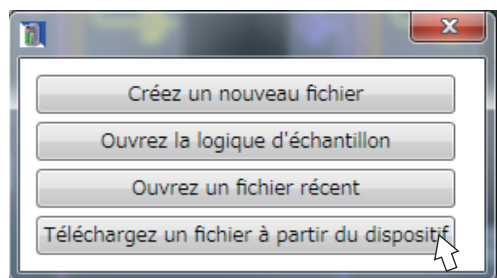 Créez un nouveau fichier
Ouvrez la logique d'échantillon
Ouvrez un fichier récent
Téléchargez un fichier à partir du dispositif